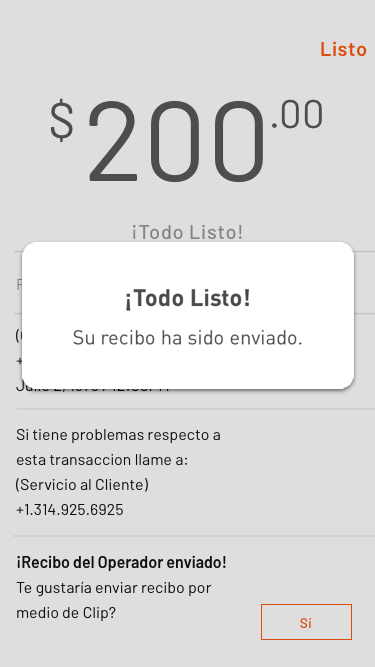 Listo
$200.00
¡Todo Listo!
¡Todo Listo!
Su recibo ha sido enviado.
Si tiene problemas respecto a
esta transaccion llame a:
(Servicio al Cliente)
+1.314.925.6925
¡Recibo del Operador enviado!
Te gustaría enviar recibo por
medio de Clip?
Sí